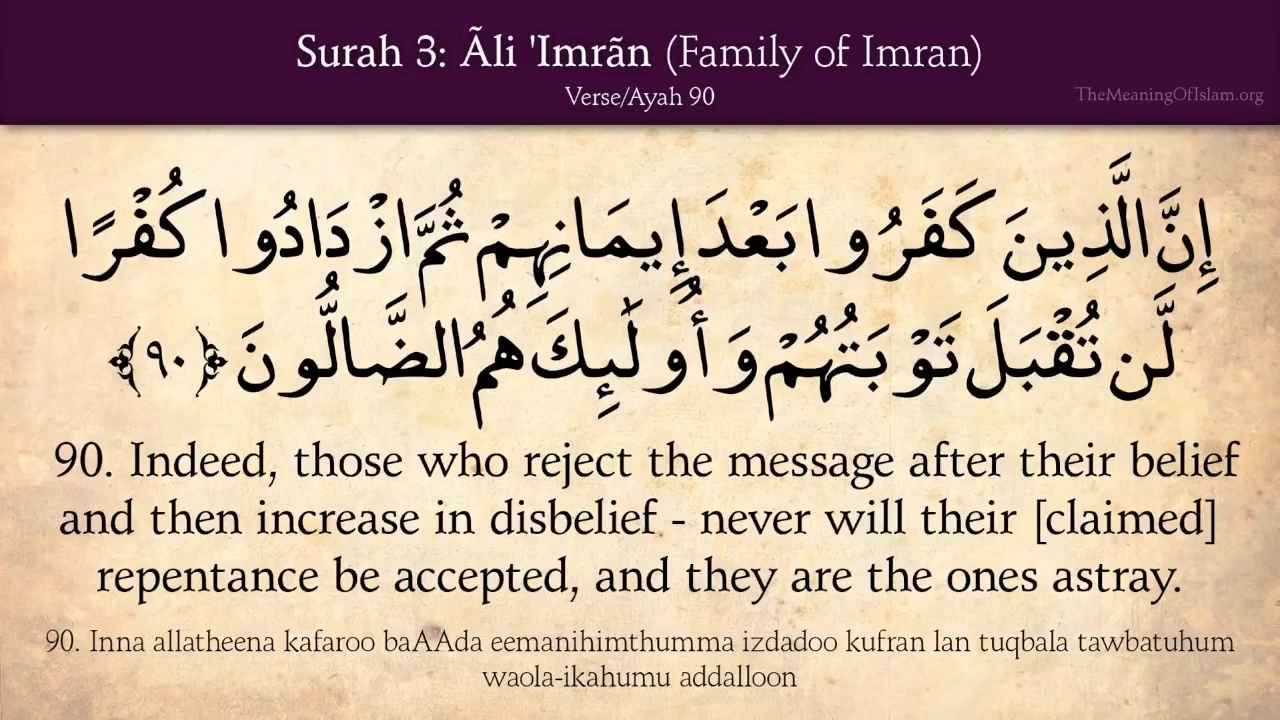 Surah 3: Ãli 'Imrãn (Family of Imran)
Verse/Ayah 90
TheMeaningOfIslam.org
إِنَّ الَّذِينَ كَفَرُوا بَعْدَ إِيمَانِهِمْ ثُمَّ ازْدَادُوا كُفْرًا
لَّن تُقْبَلَ تَوْبَتُهُمْ وَأُولَٰئِكَ هُمُ الضَّالُّونَ ﴿٩٠﴾
90. Indeed, those who reject the message after their belief
and then increase in disbelief - never will their [claimed]
repentance be accepted, and they are the ones astray.
90. Inna allatheena kafaroo baAAda eemanihimthumma izdadoo kufran lan tuqbala tawbatuhum
waola-ikahumu addalloon